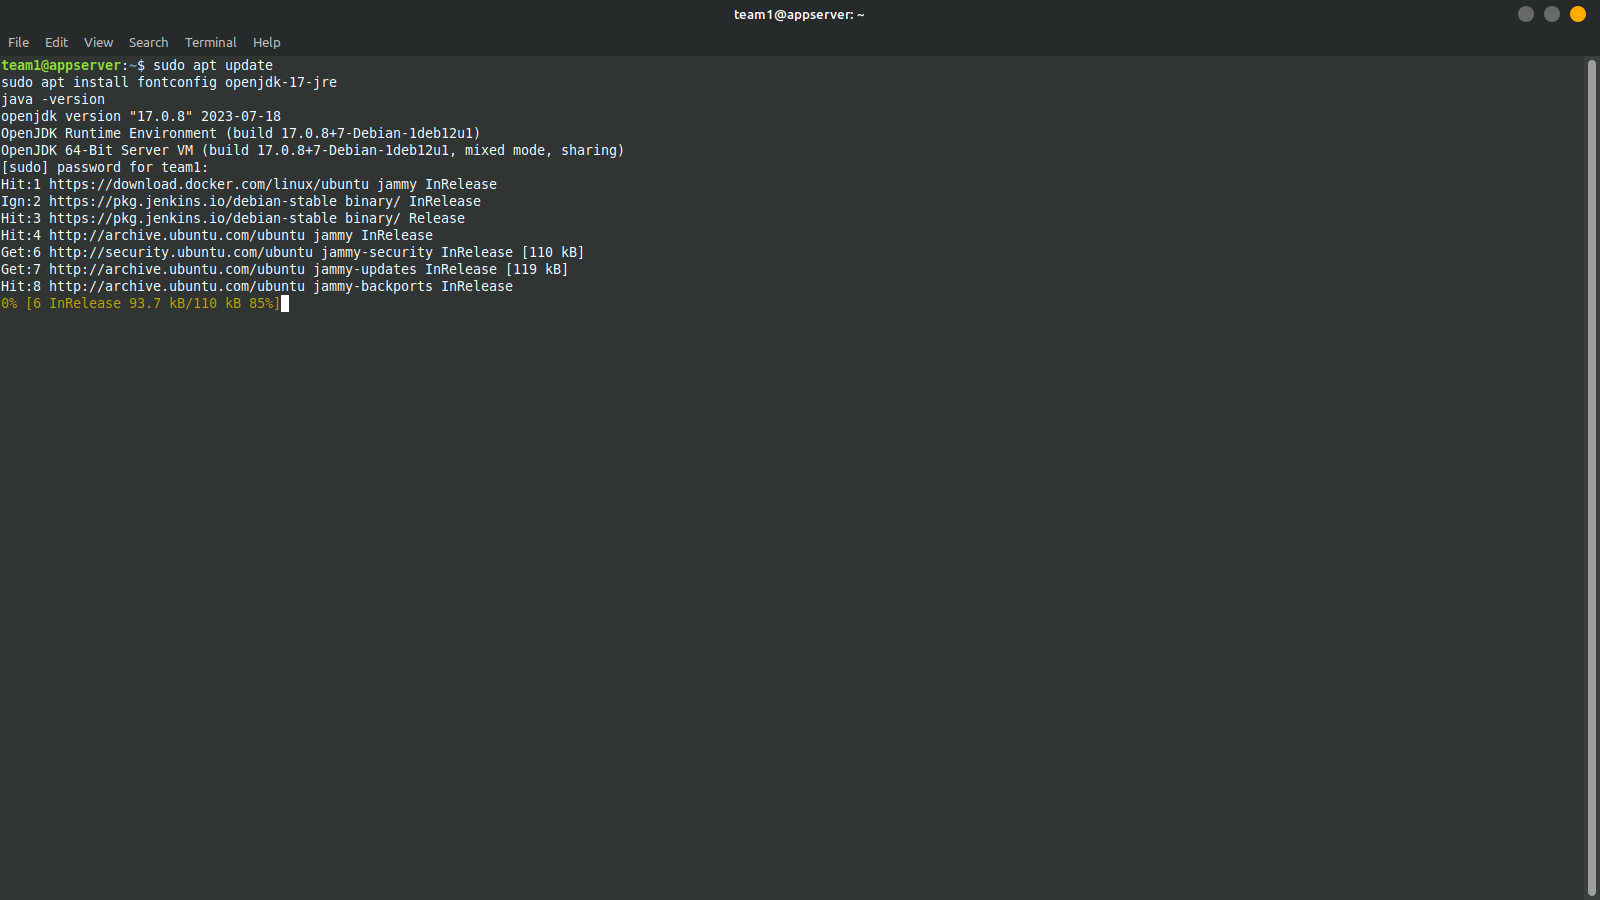 team1@appserver: ~
File Edit View Search Terminal Help
team1@appserver:~$ sudo apt update
sudo apt install fontconfig openjdk-17-jre
java -version
openjdk version "17.0.8" 2023-07-18
OpenJDK Runtime Environment (build 17.0.8+7-Debian-1deb12u1)
OpenJDK 64-Bit Server VM (build 17.0.8+7-Debian-1deb12u1, mixed mode, sharing)
[sudo] password for team1:
Hit:1 https://download.docker.com/linux/ubuntu jammy InRelease
Ign:2 https://pkg.jenkins.io/debian-stable binary/ InRelease
Hit:3 https://pkg.jenkins.io/debian-stable binary/ Release
Hit:4 http://archive.ubuntu.com/ubuntu jammy InRelease
Get:6 http://security.ubuntu.com/ubuntu jammy-security InRelease [110 kB]
Get:7 http://archive.ubuntu.com/ubuntu jammy-updates InRelease [119 kB]
Hit:8 http://archive.ubuntu.com/ubuntu jammy-backports InRelease
0% [6 InRelease 93.7 kB/110 kB 85%]